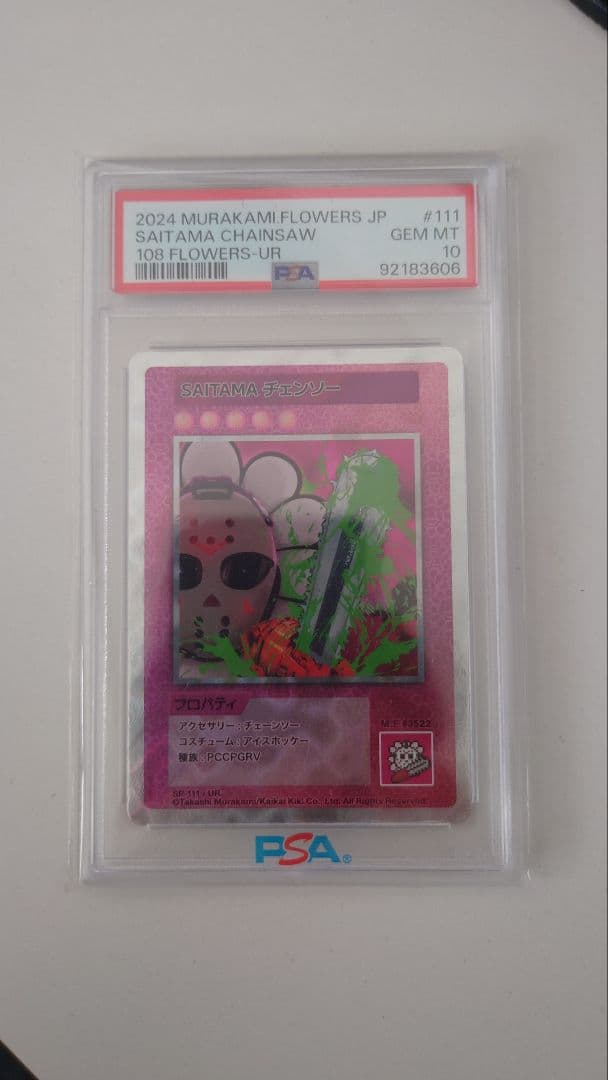 2024 MURAKAMI.FLOWERS JP #111
SAITAMA CHAINSAW GEM MT
108 FLOWERS-UR 10
PSA 92183606
SAITAMA チェンソー
プロパティ
アクセサリー : チェーンソー
コスチューム : アイスホッケー
種族 : PCCPGRV
M.F #3522
SP-111 / UR
©Takashi Murakami/Kaikai Kiki Co., Ltd. All Rights Reserved.
PSA®